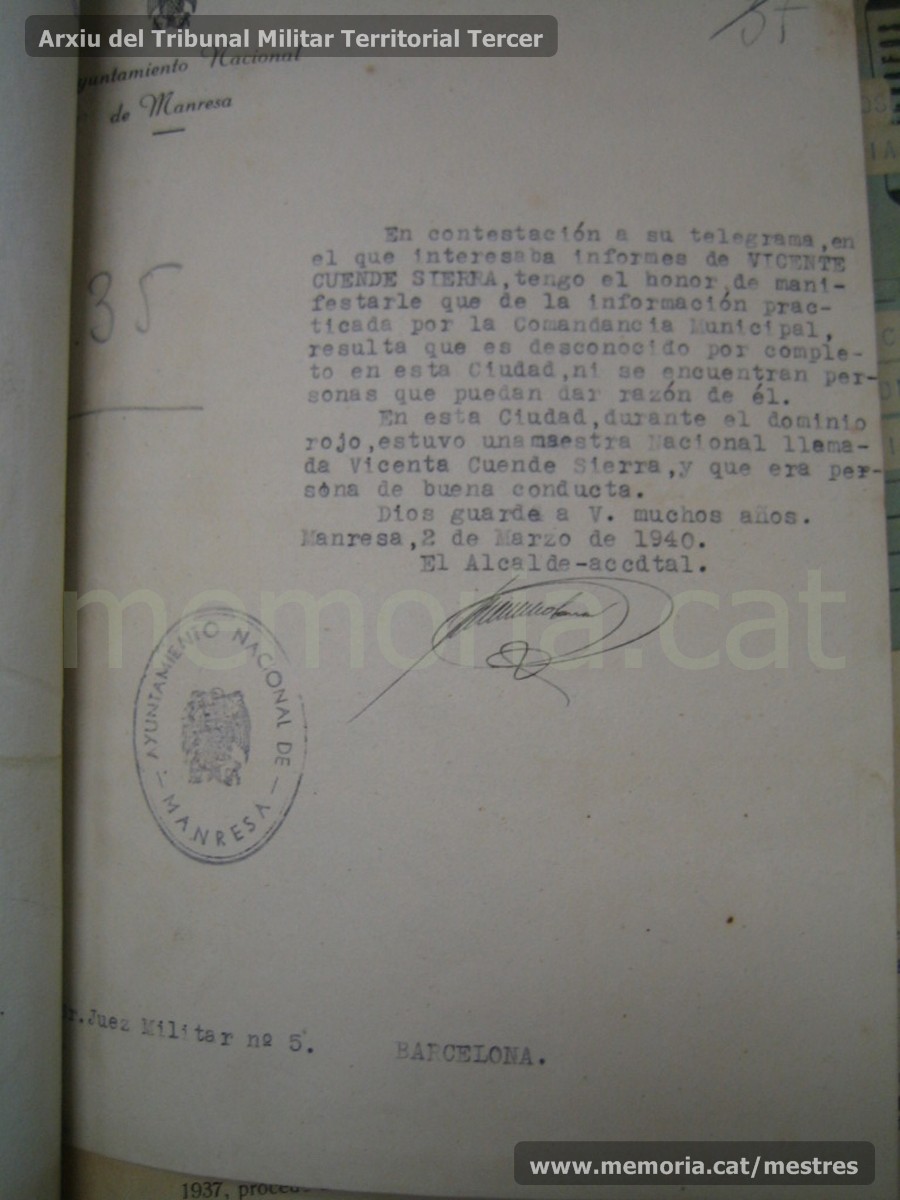 Arxiu del Tribunal Militar Territorial Tercer
yuntamiento Nacional
de Manresa
35
En contestación a su telegrama,en
el que interesaba informes de VICENTE
CUENDE SIERRA,tengo el honor de mani-
festarle que de la información prac-
ticada por la Comandancia Municipal,
resulta que es desconocido por comple-
to en esta Ciudad,ni se encuentran per-
sonas que puedan dar razón de él.
En esta Ciudad,durante el dominio
rojo,estuvo unamaestra Nacional llama-
da Vicenta Cuende Sierra,y que era per-
sona de buena conducta.
Dios guarde a V. muchos años.
Manresa,2 de Marzo de 1940.
El Alcalde-accdtal.
memoria.cat
AYUNTAMIENTO NACIONAL DE
- MANRESA -
r.Juez Militar nº 5.
BARCELONA.
www.memoria.cat/mestres
1937,